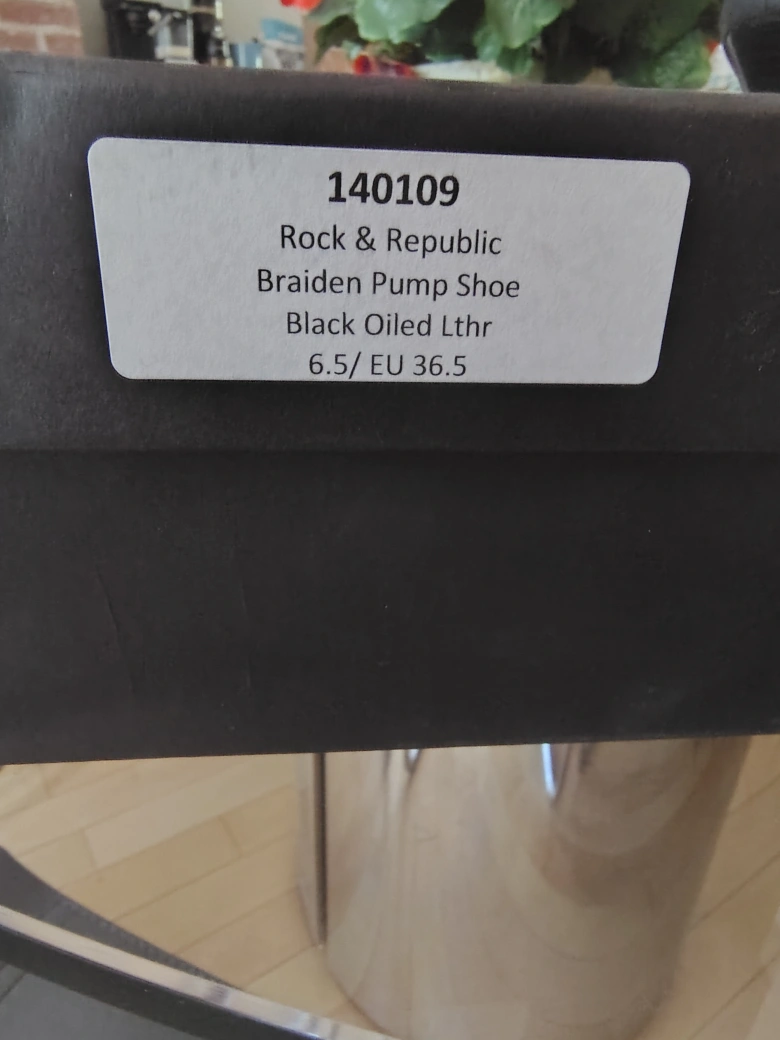 140109
Rock & Republic
Braiden Pump Shoe
Black Oiled Lthr
6.5/ EU 36.5